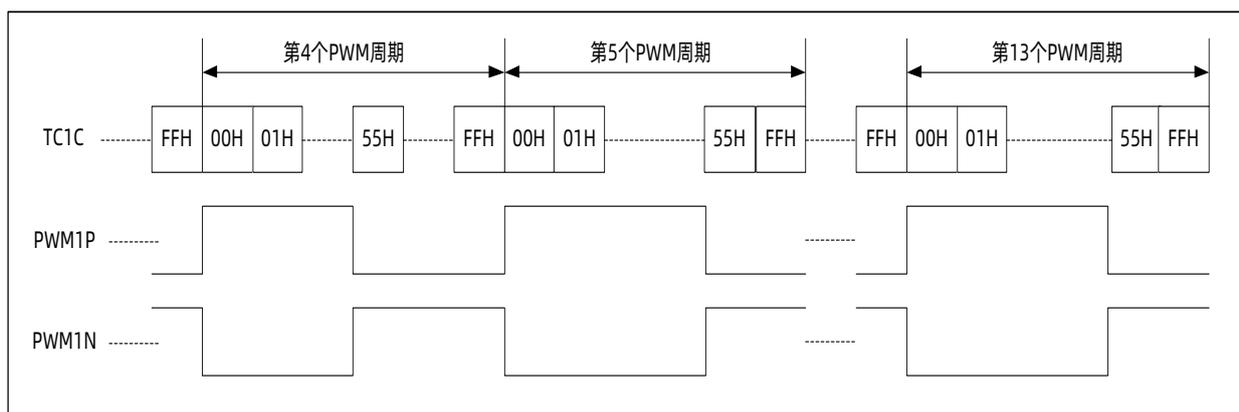 第4个PWM周期 第5个PWM周期 第13个PWM周期
TC1C FFH 00H 01H 55H FFH 00H 01H 55H FFH FFH 00H 01H 55H FFH
PWM1P
PWM1N